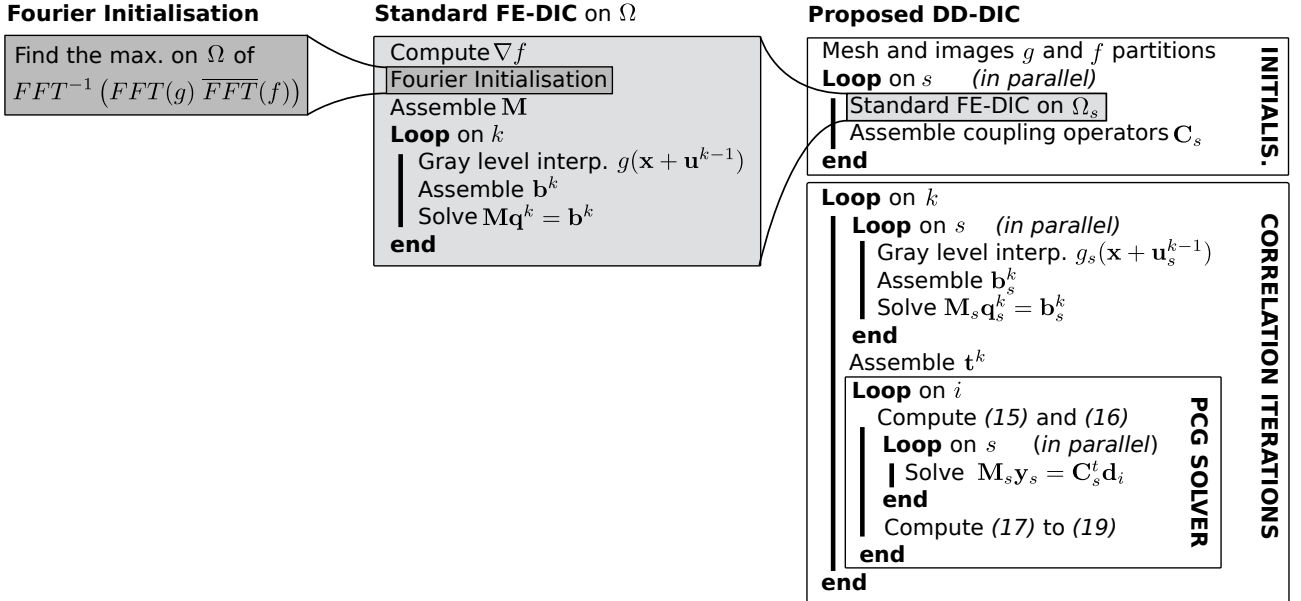 Fourier Initialisation
Find the max. on Ω of
FFT⁻¹ (FFT(g) \overline{FFT}(f))
Standard FE-DIC on Ω
Compute ∇f
Fourier Initialisation
Assemble M
Loop on k
Gray level interp. g(x + u^{k−1})
Assemble b^k
Solve Mq^k = b^k
end
Proposed DD-DIC
Mesh and images g and f partitions
Loop on s (in parallel)
Standard FE-DIC on Ω_s
Assemble coupling operators C_s
end
INITIALIS.
Loop on k
Loop on s (in parallel)
Gray level interp. g_s(x + u_s^{k−1})
Assemble b_s^k
Solve M_s q_s^k = b_s^k
end
Assemble t^k
Loop on i
Compute (15) and (16)
Loop on s (in parallel)
Solve M_s y_s = C_s^t d_i
end
Compute (17) to (19)
end
PCG SOLVER
end
CORRELATION ITERATIONS